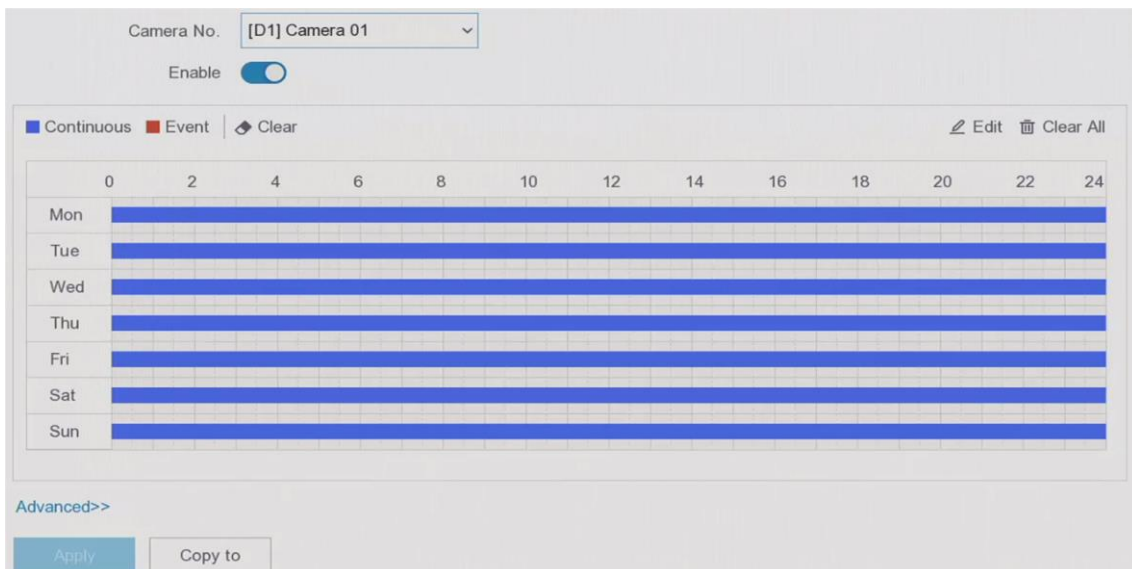 Camera No. [D1] Camera 01
Enable
Continuous Event Clear Edit Clear All
0 2 4 6 8 10 12 14 16 18 20 22 24
Mon
Tue
Wed
Thu
Fri
Sat
Sun
Advanced>>
Apply Copy to